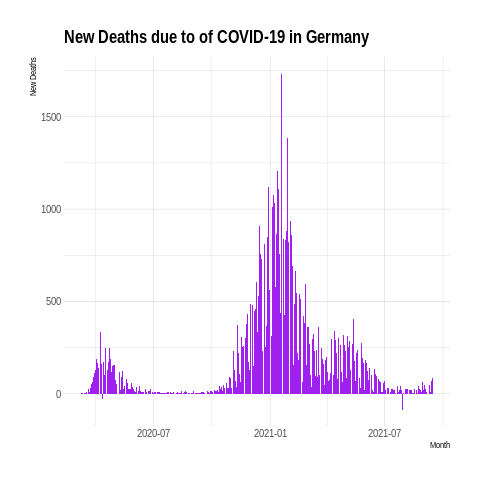 New Deaths due to of COVID-19 in Germany
New Deaths
1500
1000
500
0
2020-07
2021-01
2021-07
Month